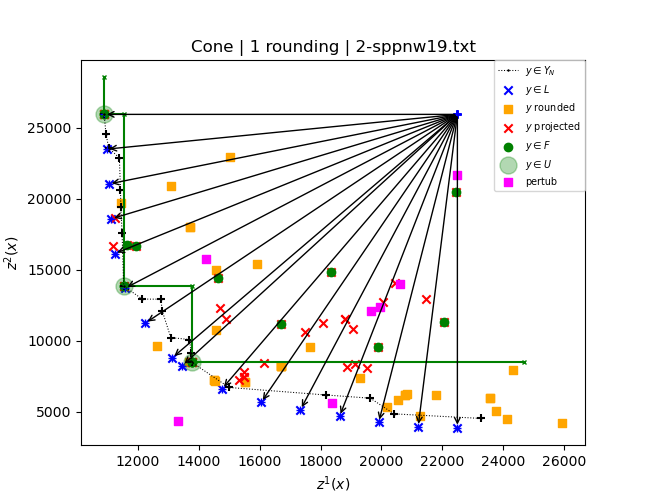 Cone | 1 rounding | 2-sppnw19.txt
y ∈ Y_N
y ∈ L
y rounded
y projected
y ∈ F
y ∈ U
pertub
z²(x)
25000
20000
15000
10000
5000
12000 14000 16000 18000 20000 22000 24000 26000
z¹(x)